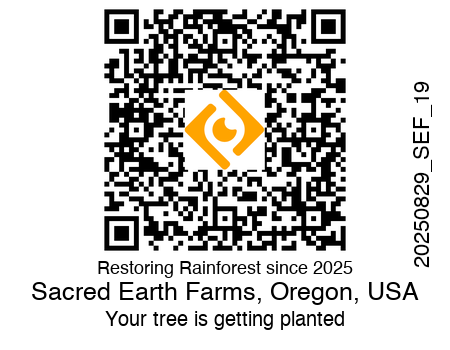 Restoring Rainforest since 2025
Sacred Earth Farms, Oregon, USA
Your tree is getting planted
20250829_SEF_19